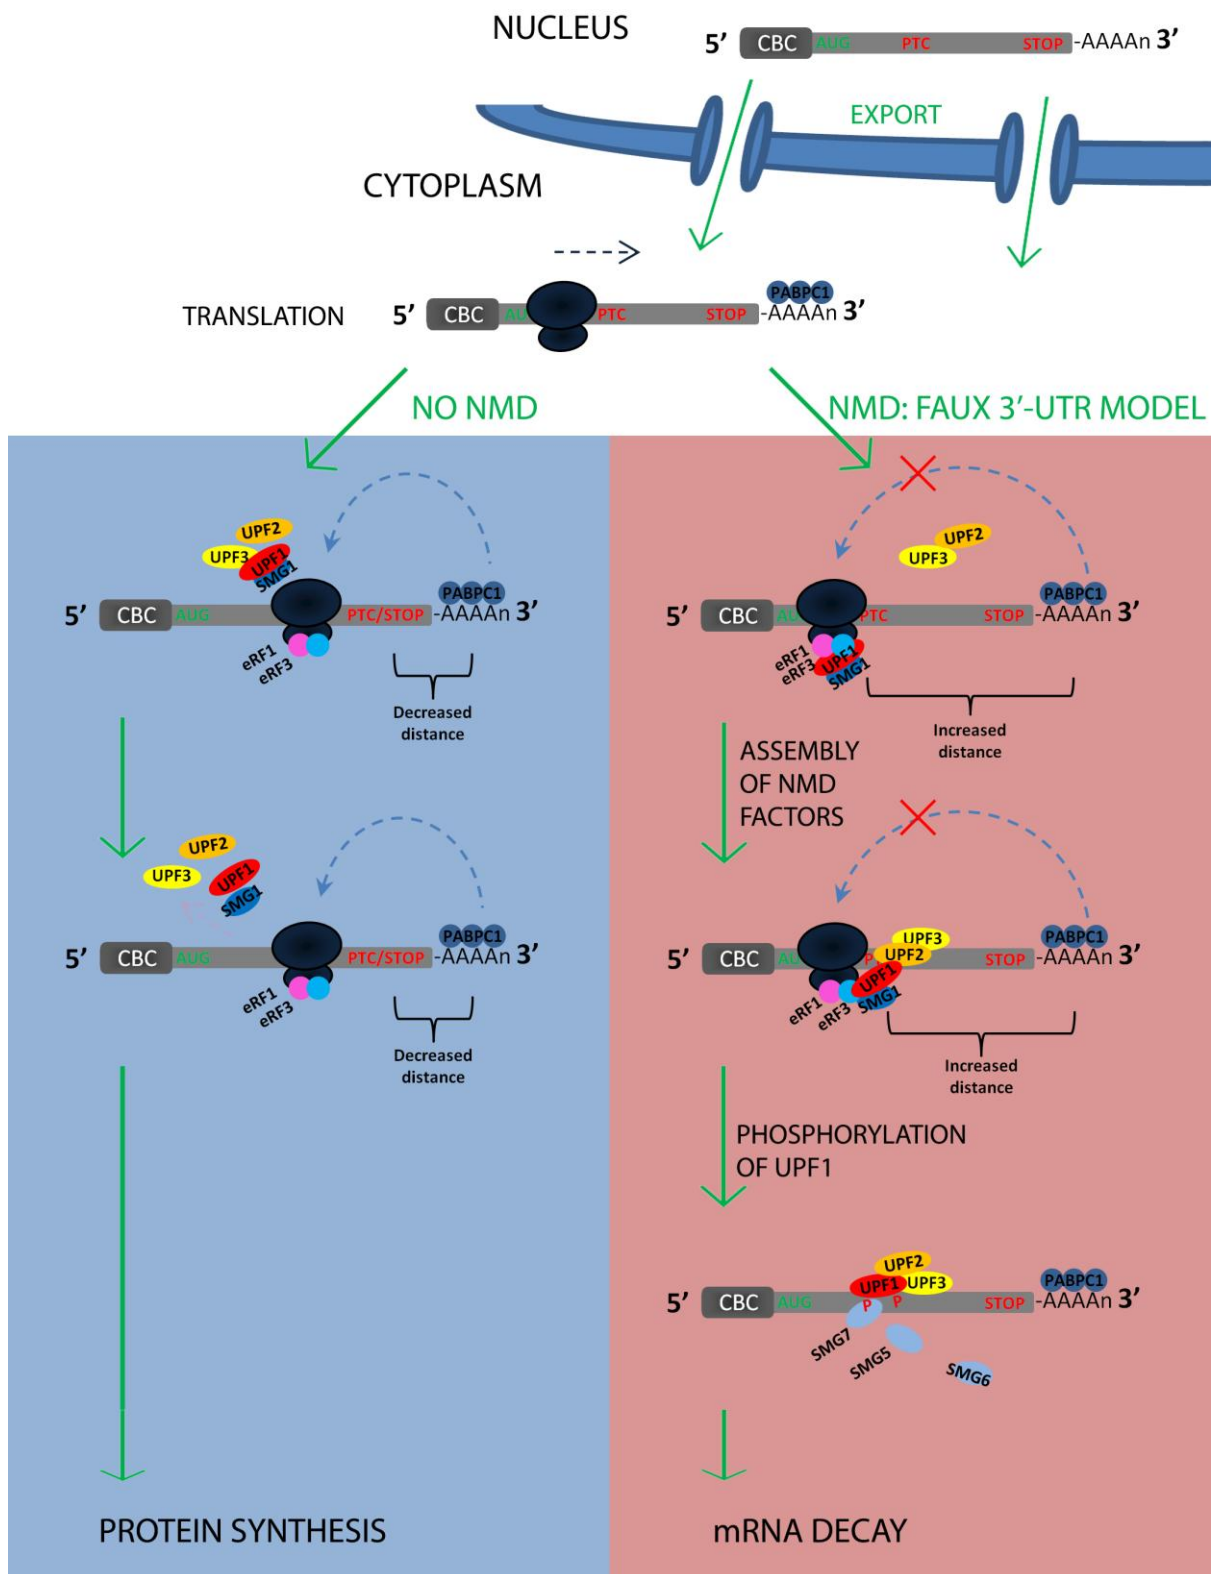 NUCLEUS
5’ CBC AUG PTC STOP -AAAAn 3’
EXPORT
CYTOPLASM
PABPC1
TRANSLATION 5’ CBC AU PTC STOP -AAAAn 3’
NO NMD
NMD: FAUX 3’-UTR MODEL
UPF2
UPF3 UPF1
SMG1
PABPC1
5’ CBC AUG PTC/STOP -AAAAn 3’
eRF1
eRF3
Decreased
distance
UPF2
UPF3 UPF1
SMG1
PABPC1
5’ CBC AUG PTC/STOP -AAAAn 3’
eRF1
eRF3
Decreased
distance
PROTEIN SYNTHESIS
UPF2
UPF3
PABPC1
5’ CBC AU PTC STOP -AAAAn 3’
eRF1
eRF3 UPF1
SMG1
Increased
distance
ASSEMBLY
OF NMD
FACTORS
UPF3
PABPC1
5’ CBC AU P UPF2 STOP -AAAAn 3’
UPF1
eRF1 eRF3 SMG1
Increased
distance
PHOSPHORYLATION
OF UPF1
UPF2
UPF1 UPF3
PABPC1
5’ CBC AUG P P STOP -AAAAn 3’
SMG7
SMG5
SMG6
mRNA DECAY